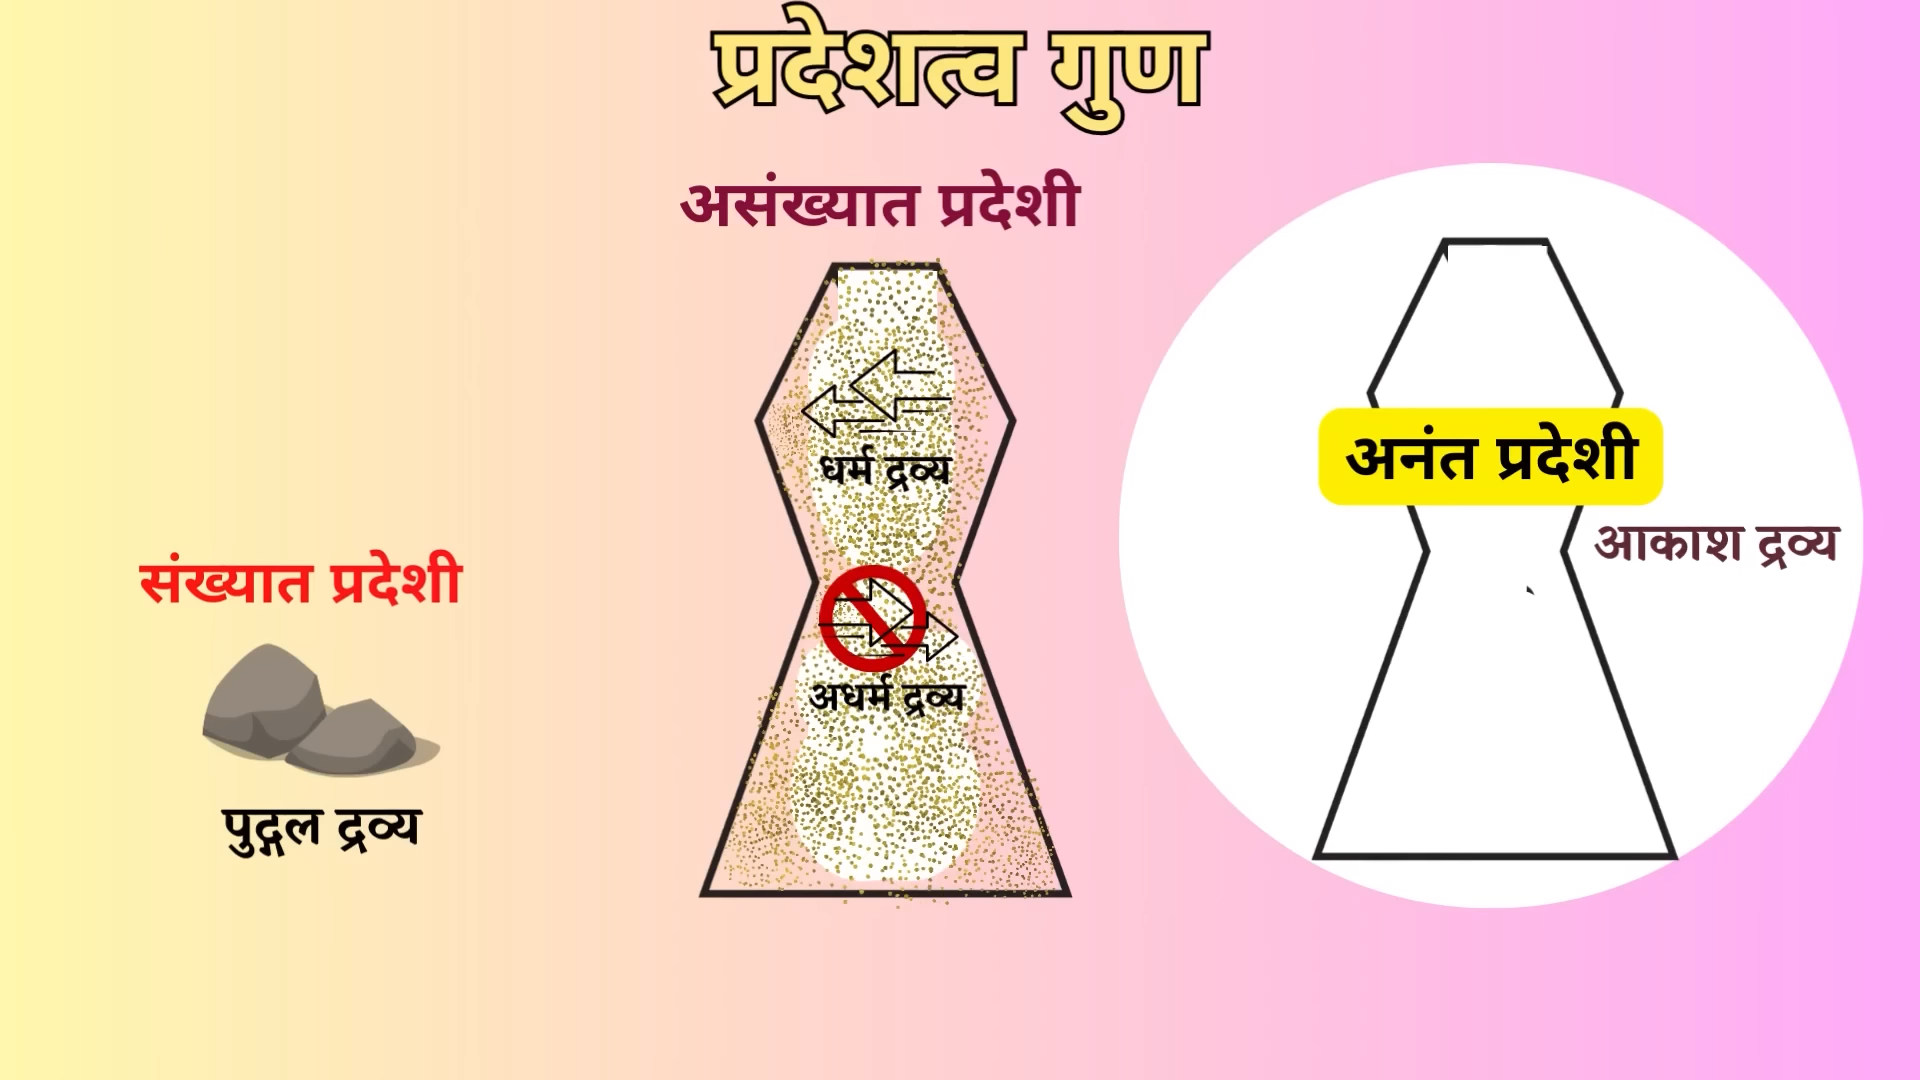 प्रदेशत्व गुण
असंख्यात प्रदेशी
धर्म द्रव्य
अधर्म द्रव्य
संख्यात प्रदेशी
पुद्गल द्रव्य
अनंत प्रदेशी
आकाश द्रव्य